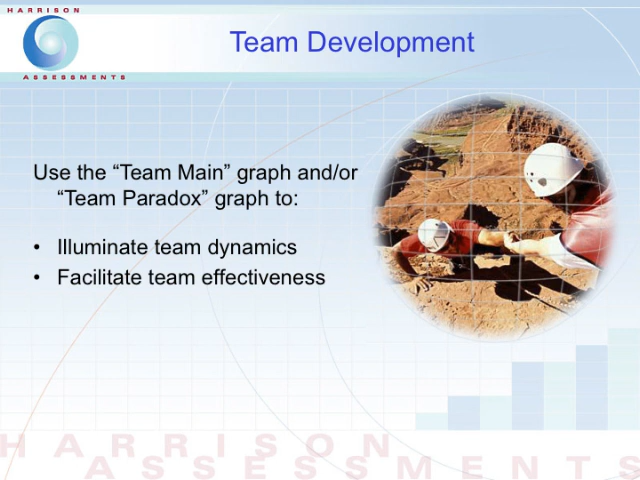 HARRISON
ASSESSMENTS
Team Development
Use the “Team Main” graph and/or
“Team Paradox” graph to:
• Illuminate team dynamics
• Facilitate team effectiveness
HARRISON
ASSESSMENTS